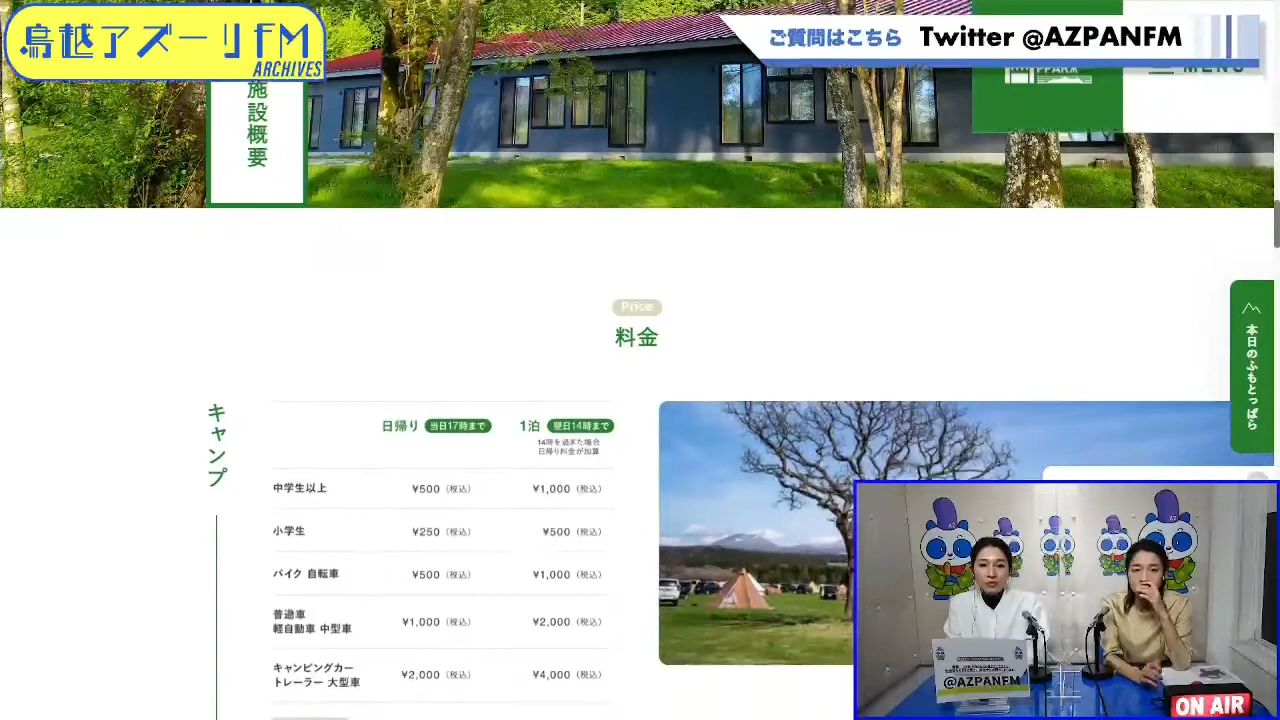 鳥越アズーリFM
ARCHIVES
ご質問はこちら Twitter @AZPANFM
施設概要
Price
料金
本日のふもとっぱら
キャンプ
日帰り 当日17時まで 1泊 翌日14時まで
14時を過ぎた場合
日帰り料金が加算
中学生以上 ¥500（税込） ¥1,000（税込）
小学生 ¥250（税込） ¥500（税込）
バイク 自転車 ¥500（税込） ¥1,000（税込）
普通車
軽自動車 中型車 ¥1,000（税込） ¥2,000（税込）
キャンピングカー
トレーラー 大型車 ¥2,000（税込） ¥4,000（税込）
@AZPANFM
ON AIR